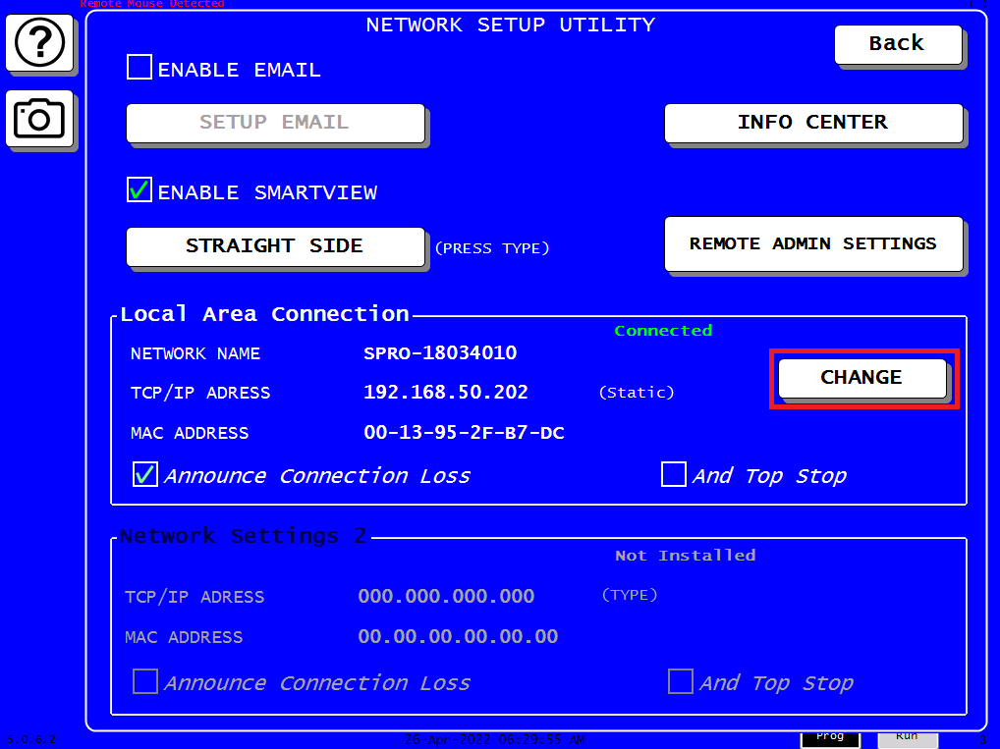 Remote Mouse Detected
NETWORK SETUP UTILITY
Back
ENABLE EMAIL
SETUP EMAIL
INFO CENTER
ENABLE SMARTVIEW
STRAIGHT SIDE
(PRESS TYPE)
REMOTE ADMIN SETTINGS
Local Area Connection
Connected
NETWORK NAME SPRO-18034010
CHANGE
TCP/IP ADRESS 192.168.50.202 (Static)
MAC ADDRESS 00-13-95-2F-B7-DC
Announce Connection Loss And Top Stop
Network Settings 2
Not Installed
TCP/IP ADRESS 000.000.000.000 (TYPE)
MAC ADDRESS 00.00.00.00.00.00
Announce Connection Loss And Top Stop
5.0.6.2 26-Apr-2022 06:29:55 AM Prog Run 3